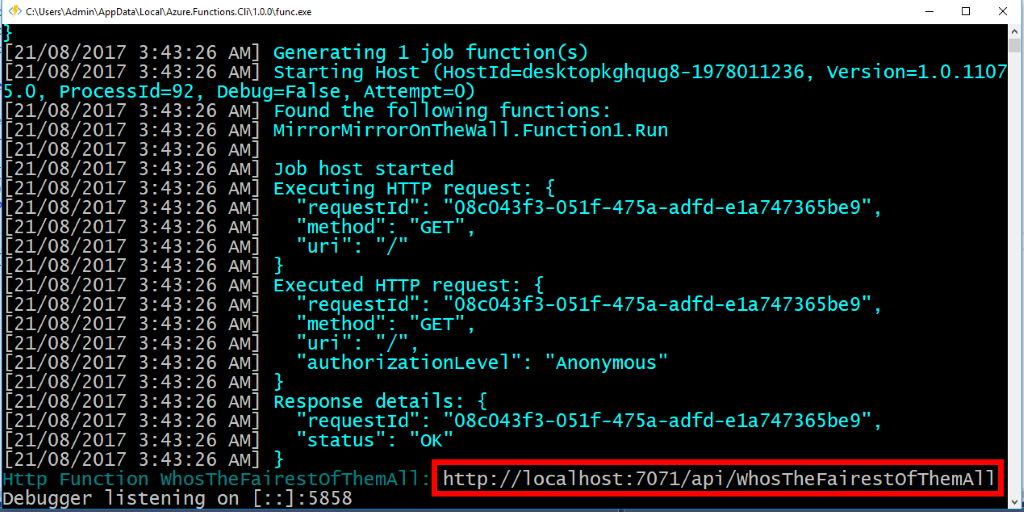 C:\Users\Admin\AppData\Local\Azure.Functions.Cli\1.0.0\func.exe
}
[21/08/2017 3:43:26 AM] Generating 1 job function(s)
[21/08/2017 3:43:26 AM] Starting Host (HostId=desktopkghqug8-1978011236, Version=1.0.1107
5.0, ProcessId=92, Debug=False, Attempt=0)
[21/08/2017 3:43:26 AM] Found the following functions:
[21/08/2017 3:43:26 AM] MirrorMirrorOnTheWall.Function1.Run
[21/08/2017 3:43:26 AM]
[21/08/2017 3:43:26 AM] Job host started
[21/08/2017 3:43:26 AM] Executing HTTP request: {
[21/08/2017 3:43:26 AM]   "requestId": "08c043f3-051f-475a-adfd-e1a747365be9",
[21/08/2017 3:43:26 AM]   "method": "GET",
[21/08/2017 3:43:26 AM]   "uri": "/"
[21/08/2017 3:43:26 AM] }
[21/08/2017 3:43:26 AM] Executed HTTP request: {
[21/08/2017 3:43:26 AM]   "requestId": "08c043f3-051f-475a-adfd-e1a747365be9",
[21/08/2017 3:43:26 AM]   "method": "GET",
[21/08/2017 3:43:26 AM]   "uri": "/",
[21/08/2017 3:43:26 AM]   "authorizationLevel": "Anonymous"
[21/08/2017 3:43:26 AM] }
[21/08/2017 3:43:26 AM] Response details: {
[21/08/2017 3:43:26 AM]   "requestId": "08c043f3-051f-475a-adfd-e1a747365be9",
[21/08/2017 3:43:26 AM]   "status": "OK"
[21/08/2017 3:43:26 AM] }
Http Function WhosTheFairestOfThemAll: http://localhost:7071/api/WhosTheFairestOfThemAll
Debugger listening on [::]:5858